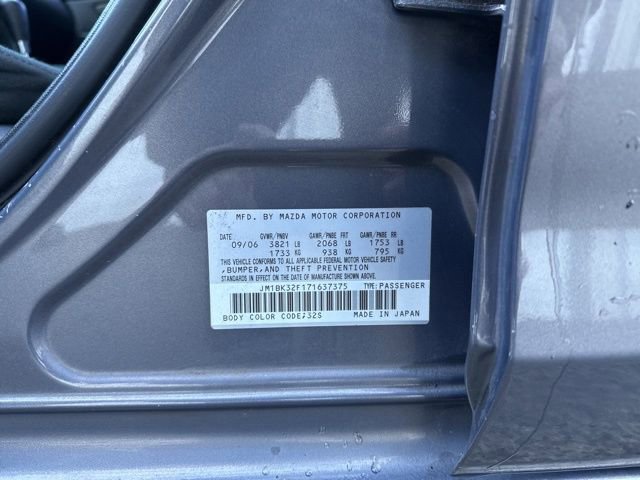 MFD. BY MAZDA MOTOR CORPORATION
DATE GVWR/PNBV GAWR/PNBE FRT GAWR/PNBE RR
09/06 3821 LB 2068 LB 1753 LB
1733 KG 938 KG 795 KG
THIS VEHICLE CONFORMS TO ALL APPLICABLE FEDERAL MOTOR VEHICLE SAFETY
,BUMPER,AND THEFT PREVENTION
STANDARDS IN EFFECT ON THE DATE OF MANUFACTURE SHOWN ABOVE.
JM1BK32F171637375 TYPE:PASSENGER
BODY COLOR CODE:32S MADE IN JAPAN